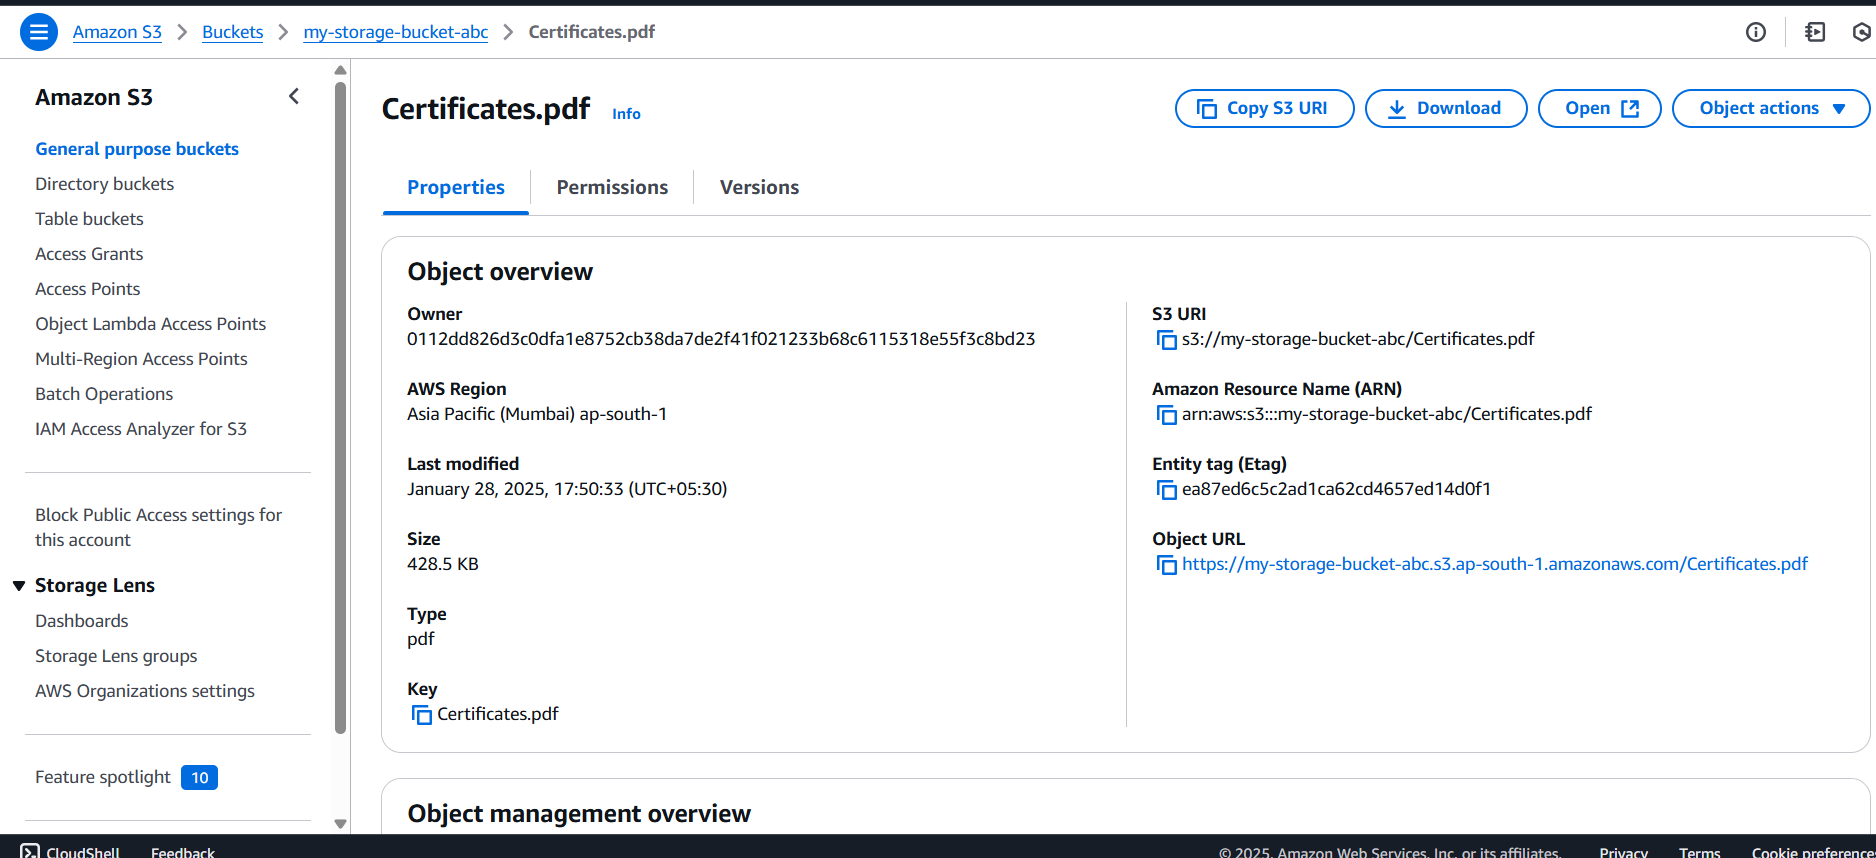 Amazon S3 > Buckets > my-storage-bucket-abc > Certificates.pdf
Amazon S3
General purpose buckets
Directory buckets
Table buckets
Access Grants
Access Points
Object Lambda Access Points
Multi-Region Access Points
Batch Operations
IAM Access Analyzer for S3
Block Public Access settings for
this account
Storage Lens
Dashboards
Storage Lens groups
AWS Organizations settings
Feature spotlight 10
Certificates.pdf Info
Copy S3 URI Download Open Object actions
Properties Permissions Versions
Object overview
Owner
0112dd826d3c0dfa1e8752cb38da7de2f41f021233b68c6115318e55f3c8bd23
AWS Region
Asia Pacific (Mumbai) ap-south-1
Last modified
January 28, 2025, 17:50:33 (UTC+05:30)
Size
428.5 KB
Type
pdf
Key
Certificates.pdf
S3 URI
s3://my-storage-bucket-abc/Certificates.pdf
Amazon Resource Name (ARN)
arn:aws:s3:::my-storage-bucket-abc/Certificates.pdf
Entity tag (Etag)
ea87ed6c5c2ad1ca62cd4657ed14d0f1
Object URL
https://my-storage-bucket-abc.s3.ap-south-1.amazonaws.com/Certificates.pdf
Object management overview
CloudShell Feedback © 2025, Amazon Web Services, Inc. or its affiliates. Privacy Terms Cookie preference